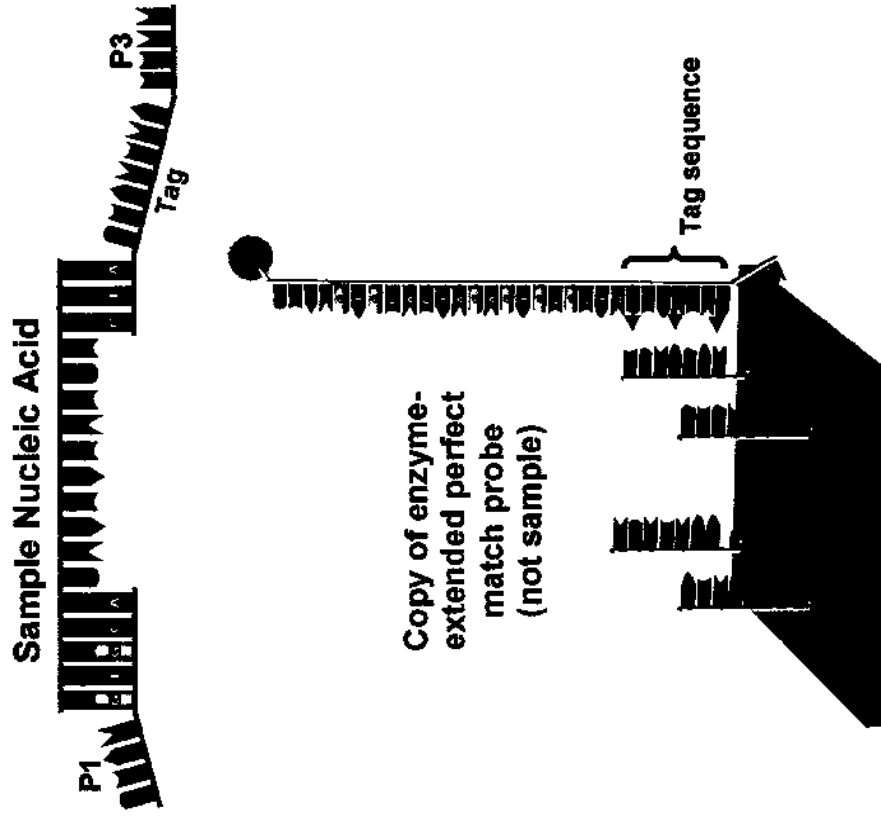 Sample Nucleic Acid
P1
Tag
P3
Copy of enzyme-
extended perfect
match probe
(not sample)
Tag sequence